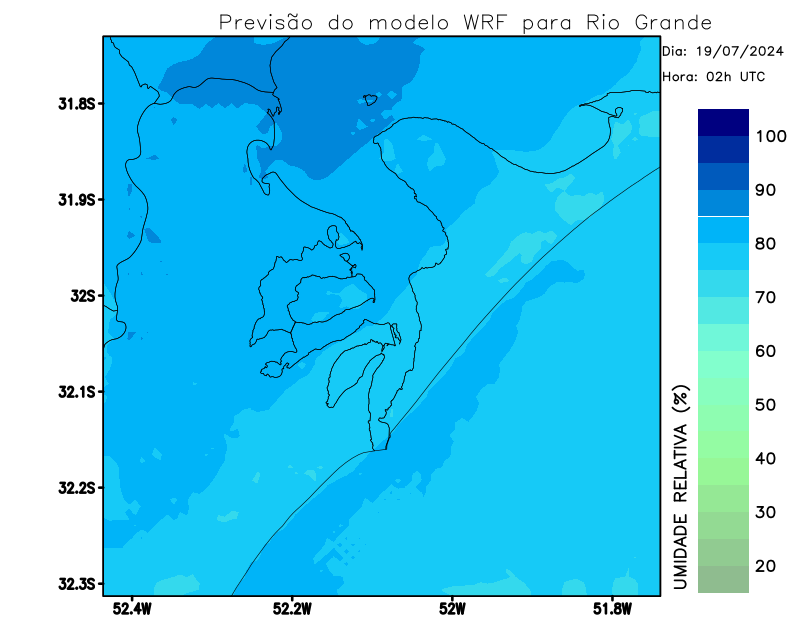 Previsão do modelo WRF para Rio Grande
Dia: 19/07/2024
Hora: 02h UTC
31.8S
31.9S
32S
32.1S
32.2S
32.3S
52.4W
52.2W
52W
51.8W
100
90
80
70
60
50
40
30
20
UMIDADE RELATIVA (%)